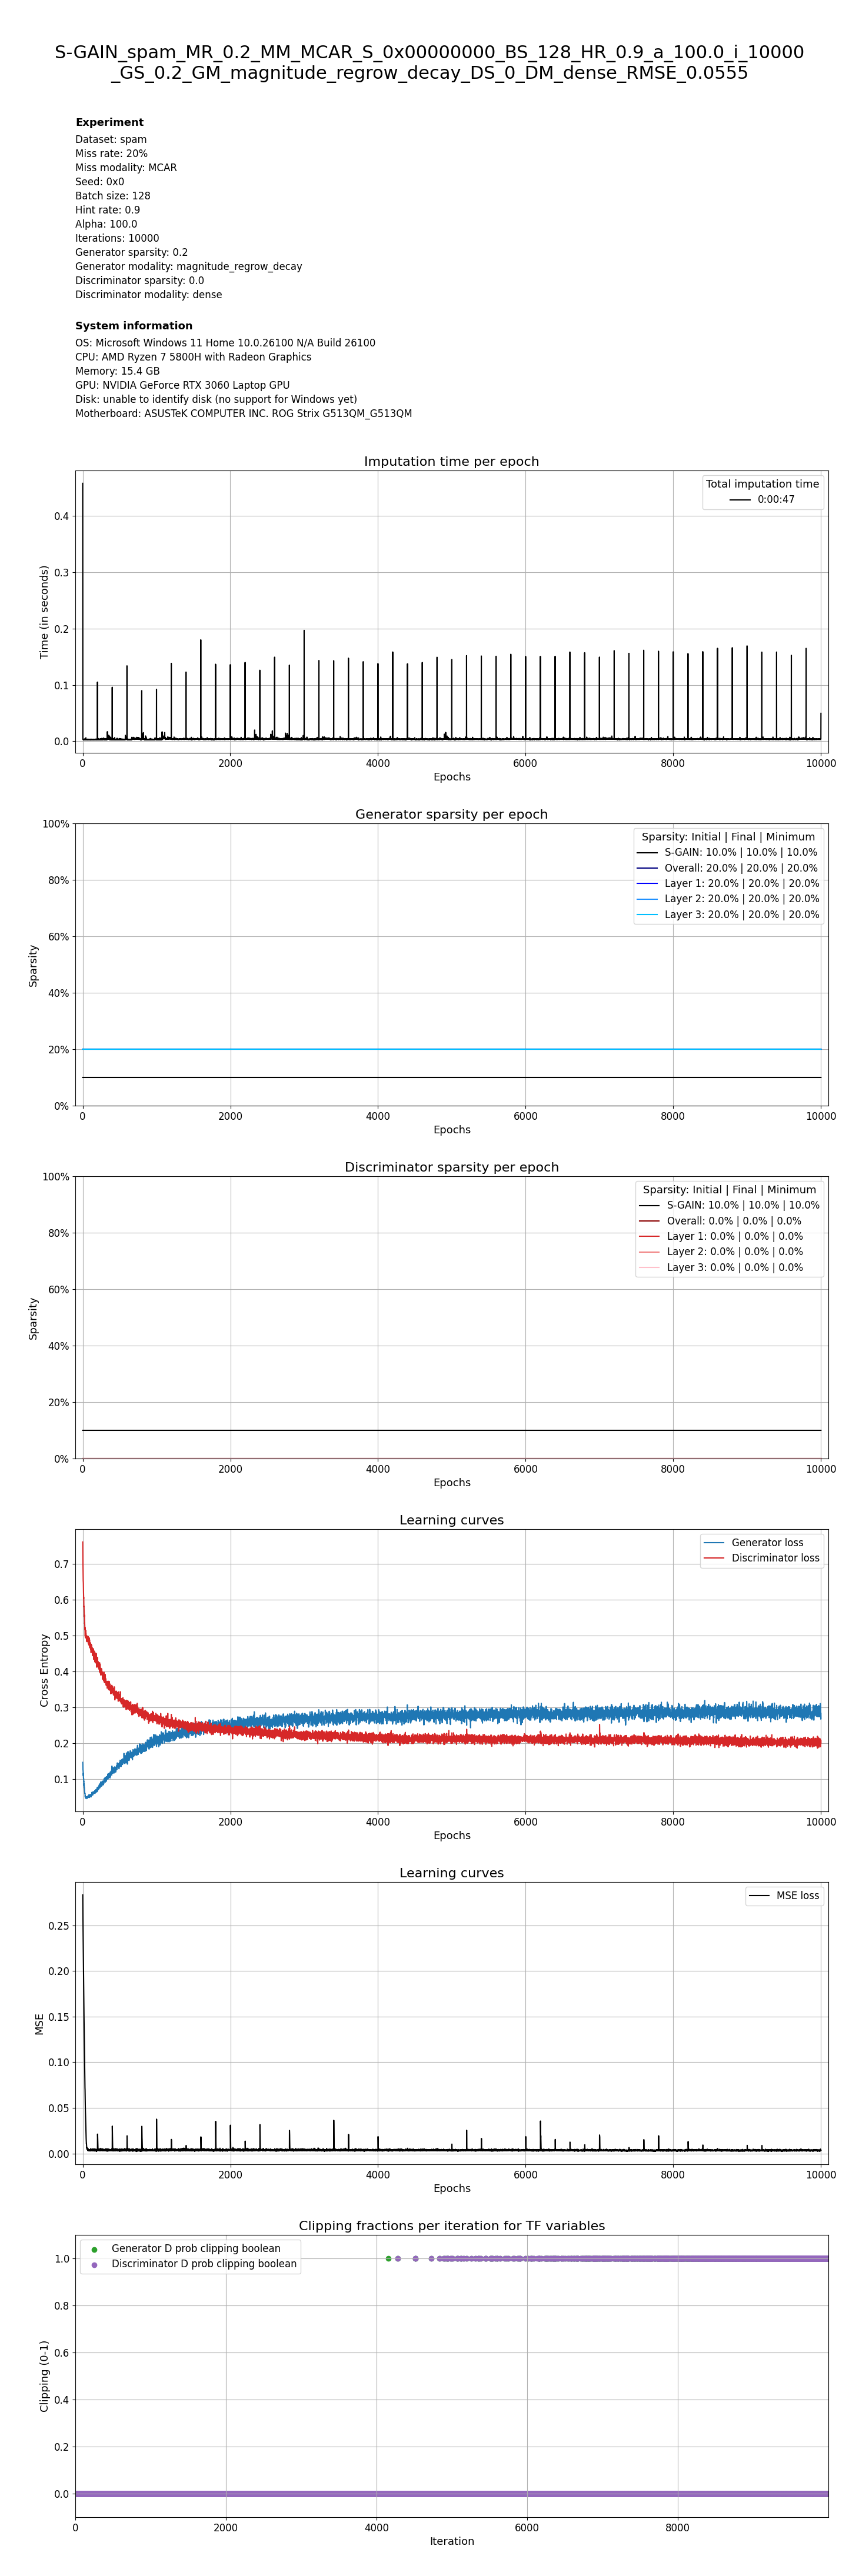 S-GAIN_spam_MR_0.2_MM_MCAR_S_0x00000000_BS_128_HR_0.9_a_100.0_i_10000
_GS_0.2_GM_magnitude_regrow_decay_DS_0_DM_dense_RMSE_0.0555
Experiment
Dataset: spam
Miss rate: 20%
Miss modality: MCAR
Seed: 0x0
Batch size: 128
Hint rate: 0.9
Alpha: 100.0
Iterations: 10000
Generator sparsity: 0.2
Generator modality: magnitude_regrow_decay
Discriminator sparsity: 0.0
Discriminator modality: dense
System information
OS: Microsoft Windows 11 Home 10.0.26100 N/A Build 26100
CPU: AMD Ryzen 7 5800H with Radeon Graphics
Memory: 15.4 GB
GPU: NVIDIA GeForce RTX 3060 Laptop GPU
Disk: unable to identify disk (no support for Windows yet)
Motherboard: ASUSTeK COMPUTER INC. ROG Strix G513QM_G513QM
Imputation time per epoch
Total imputation time
0:00:47
Time (in seconds)
0.4
0.3
0.2
0.1
0.0
0 2000 4000 6000 8000 10000
Epochs
Generator sparsity per epoch
Sparsity: Initial | Final | Minimum
S-GAIN: 10.0% | 10.0% | 10.0%
Overall: 20.0% | 20.0% | 20.0%
Layer 1: 20.0% | 20.0% | 20.0%
Layer 2: 20.0% | 20.0% | 20.0%
Layer 3: 20.0% | 20.0% | 20.0%
Sparsity
100%
80%
60%
40%
20%
0%
0 2000 4000 6000 8000 10000
Epochs
Discriminator sparsity per epoch
Sparsity: Initial | Final | Minimum
S-GAIN: 10.0% | 10.0% | 10.0%
Overall: 0.0% | 0.0% | 0.0%
Layer 1: 0.0% | 0.0% | 0.0%
Layer 2: 0.0% | 0.0% | 0.0%
Layer 3: 0.0% | 0.0% | 0.0%
Sparsity
100%
80%
60%
40%
20%
0%
0 2000 4000 6000 8000 10000
Epochs
Learning curves
Generator loss
Discriminator loss
Cross Entropy
0.7
0.6
0.5
0.4
0.3
0.2
0.1
0 2000 4000 6000 8000 10000
Epochs
Learning curves
MSE loss
MSE
0.25
0.20
0.15
0.10
0.05
0.00
0 2000 4000 6000 8000 10000
Epochs
Clipping fractions per iteration for TF variables
Generator D prob clipping boolean
Discriminator D prob clipping boolean
Clipping (0-1)
1.0
0.8
0.6
0.4
0.2
0.0
0 2000 4000 6000 8000
Iteration